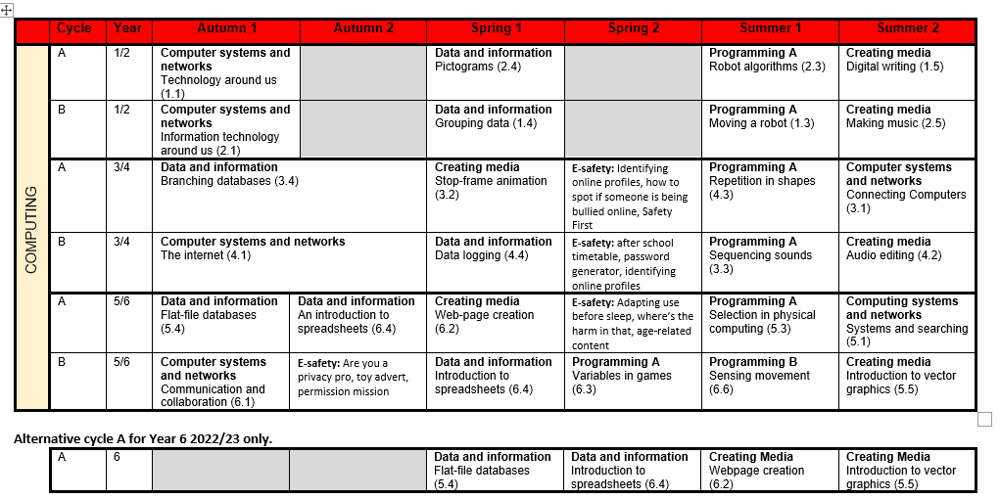 Cycle Year Autumn 1 Autumn 2 Spring 1 Spring 2 Summer 1 Summer 2
COMPUTING
A 1/2
Computer systems and
networks
Technology around us
(1.1)
Data and information
Pictograms (2.4)
Programming A
Robot algorithms (2.3)
Creating media
Digital writing (1.5)
B 1/2
Computer systems and
networks
Information technology
around us (2.1)
Data and information
Grouping data (1.4)
Programming A
Moving a robot (1.3)
Creating media
Making music (2.5)
A 3/4
Data and information
Branching databases (3.4)
Creating media
Stop-frame animation
(3.2)
E-safety: Identifying
online profiles, how to
spot if someone is being
bullied online, Safety
First
Programming A
Repetition in shapes
(4.3)
Computer systems
and networks
Connecting Computers
(3.1)
B 3/4
Computer systems and networks
The internet (4.1)
Data and information
Data logging (4.4)
E-safety: after school
timetable, password
generator, identifying
online profiles
Programming A
Sequencing sounds
(3.3)
Creating media
Audio editing (4.2)
A 5/6
Data and information
Flat-file databases
(5.4)
Data and information
An introduction to
spreadsheets (6.4)
Creating media
Web-page creation
(6.2)
E-safety: Adapting use
before sleep, where's the
harm in that, age-related
content
Programming A
Selection in physical
computing (5.3)
Computing systems
and networks
Systems and searching
(5.1)
B 5/6
Computer systems
and networks
Communication and
collaboration (6.1)
E-safety: Are you a
privacy pro, toy advert,
permission mission
Data and information
Introduction to
spreadsheets (6.4)
Programming A
Variables in games
(6.3)
Programming B
Sensing movement
(6.6)
Creating media
Introduction to vector
graphics (5.5)
Alternative cycle A for Year 6 2022/23 only.
A 6
Data and information
Flat-file databases
(5.4)
Data and information
Introduction to
spreadsheets (6.4)
Creating Media
Webpage creation
(6.2)
Creating Media
Introduction to vector
graphics (5.5)